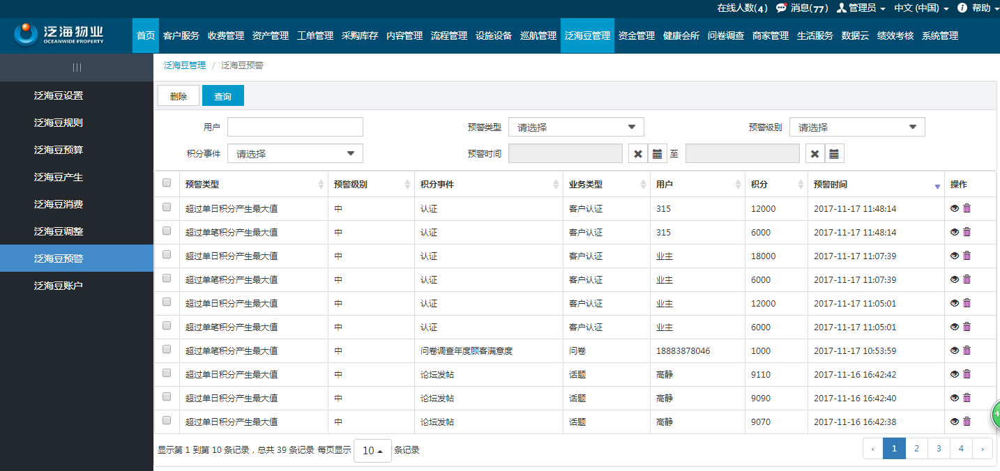 在线人数(4) 消息(77) 管理员 中文 (中国) 帮助
泛海物业
OCEANWIDE PROPERTY
首页 客户服务 收费管理 资产管理 工单管理 采购库存 内容管理 流程管理 设施设备 巡航管理 泛海豆管理 资金管理 健康会所 问卷调查 商家管理 生活服务 数据云 绩效考核 系统管理
泛海豆设置
泛海豆规则
泛海豆预算
泛海豆产生
泛海豆消费
泛海豆调整
泛海豆预警
泛海豆账户
泛海豆管理 / 泛海豆预警
删除 查询
用户 预警类型 请选择 预警级别 请选择
积分事件 请选择 预警时间 至
预警类型 预警级别 积分事件 业务类型 用户 积分 预警时间 操作
超过单日积分产生最大值 中 认证 客户认证 315 12000 2017-11-17 11:48:14
超过单笔积分产生最大值 中 认证 客户认证 315 6000 2017-11-17 11:48:14
超过单日积分产生最大值 中 认证 客户认证 业主 18000 2017-11-17 11:07:39
超过单笔积分产生最大值 中 认证 客户认证 业主 6000 2017-11-17 11:07:39
超过单日积分产生最大值 中 认证 客户认证 业主 12000 2017-11-17 11:05:01
超过单笔积分产生最大值 中 认证 客户认证 业主 6000 2017-11-17 11:05:01
超过单笔积分产生最大值 中 问卷调查年度顾客满意度 问卷 18883878046 1000 2017-11-17 10:53:59
超过单日积分产生最大值 中 论坛发帖 话题 高静 9110 2017-11-16 16:42:42
超过单日积分产生最大值 中 论坛发帖 话题 高静 9090 2017-11-16 16:42:40
超过单日积分产生最大值 中 论坛发帖 话题 高静 9070 2017-11-16 16:42:38
显示第 1 到第 10 条记录，总共 39 条记录 每页显示 10 条记录
‹ 1 2 3 4 ›